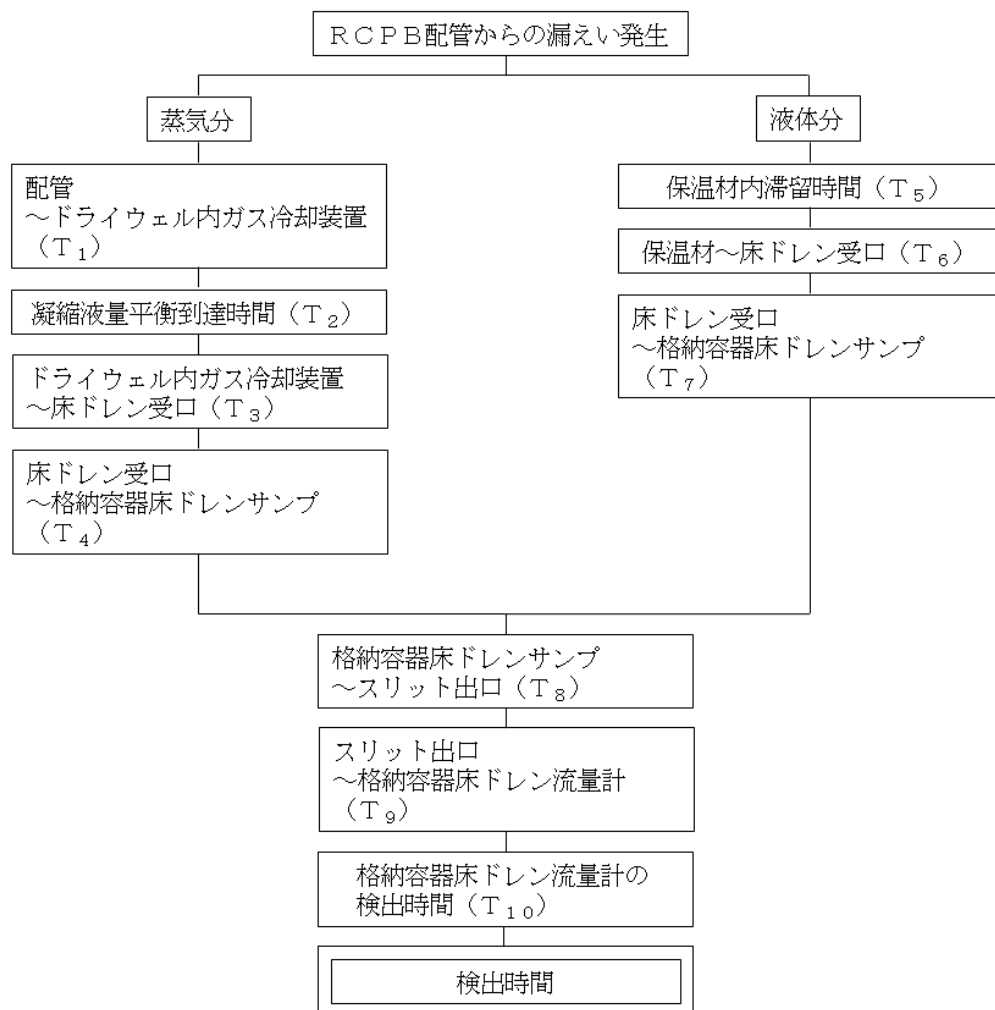 ＲＣＰＢ配管からの漏えい発生
蒸気分
配管
～ドライウェル内ガス冷却装置
（Ｔ₁）
凝縮液量平衡到達時間（Ｔ₂）
ドライウェル内ガス冷却装置
～床ドレン受口（Ｔ₃）
床ドレン受口
～格納容器床ドレンサンプ
（Ｔ₄）
液体分
保温材内滞留時間（Ｔ₅）
保温材～床ドレン受口（Ｔ₆）
床ドレン受口
～格納容器床ドレンサンプ
（Ｔ₇）
格納容器床ドレンサンプ
～スリット出口（Ｔ₈）
スリット出口
～格納容器床ドレン流量計
（Ｔ₉）
格納容器床ドレン流量計の
検出時間（Ｔ₁₀）
検出時間